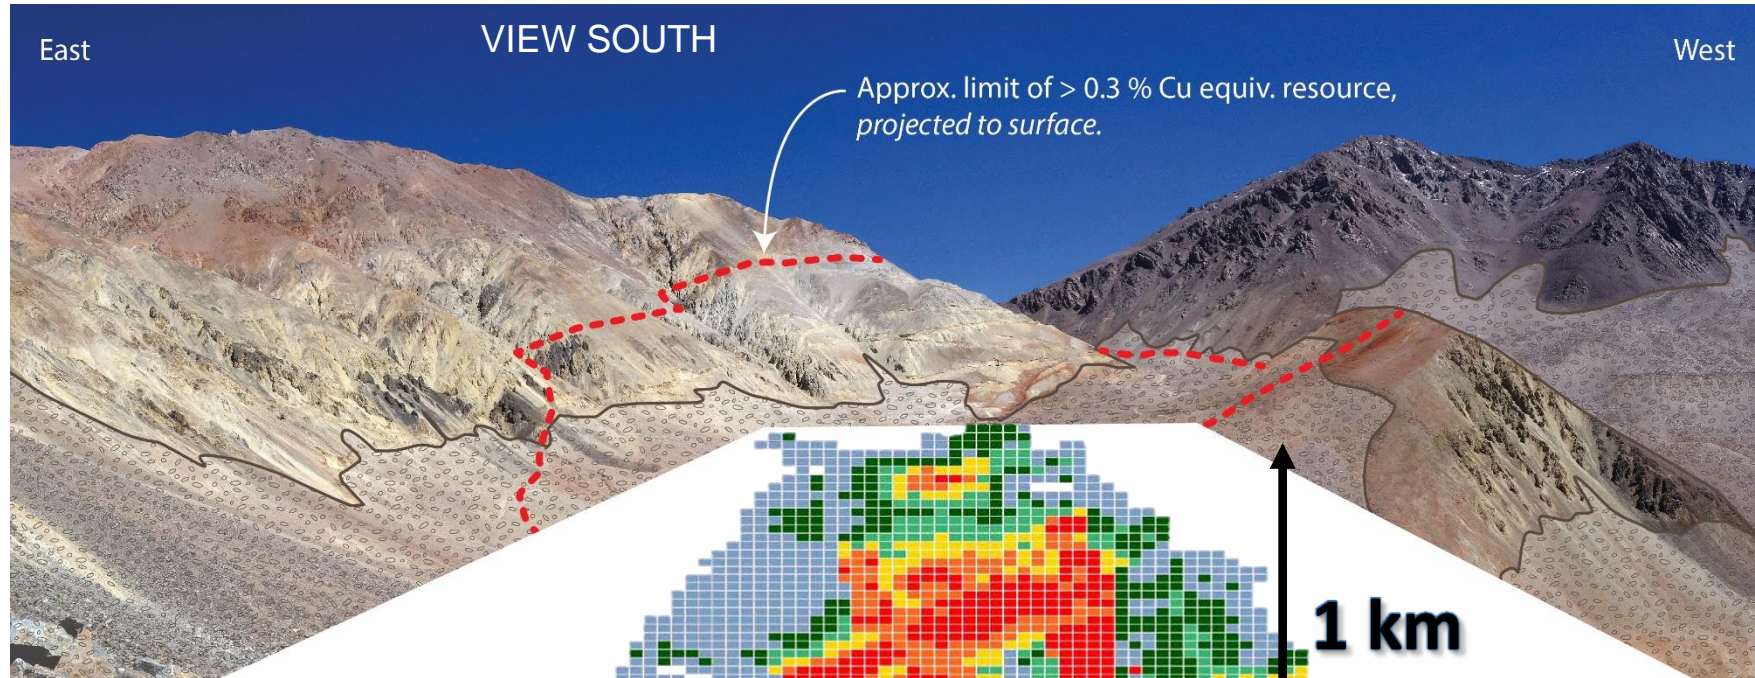 East
VIEW SOUTH
West
Approx. limit of > 0.3 % Cu equiv. resource,
projected to surface.
1 km